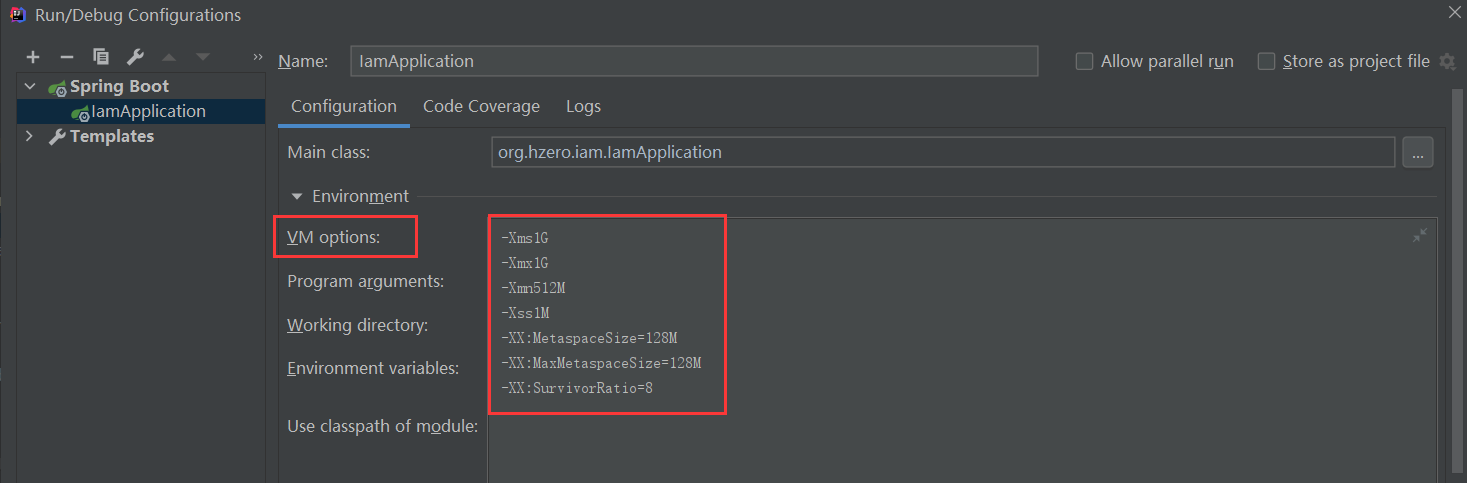 Run/Debug Configurations
Name: IamApplication
Allow parallel run
Store as project file
Spring Boot
IamApplication
Templates
Configuration Code Coverage Logs
Main class: org.hzero.iam.IamApplication ...
Environment
VM options:
-Xms1G
-Xmx1G
-Xmn512M
-Xss1M
-XX:MetaspaceSize=128M
-XX:MaxMetaspaceSize=128M
-XX:SurvivorRatio=8
Program arguments:
Working directory:
Environment variables:
Use classpath of module: